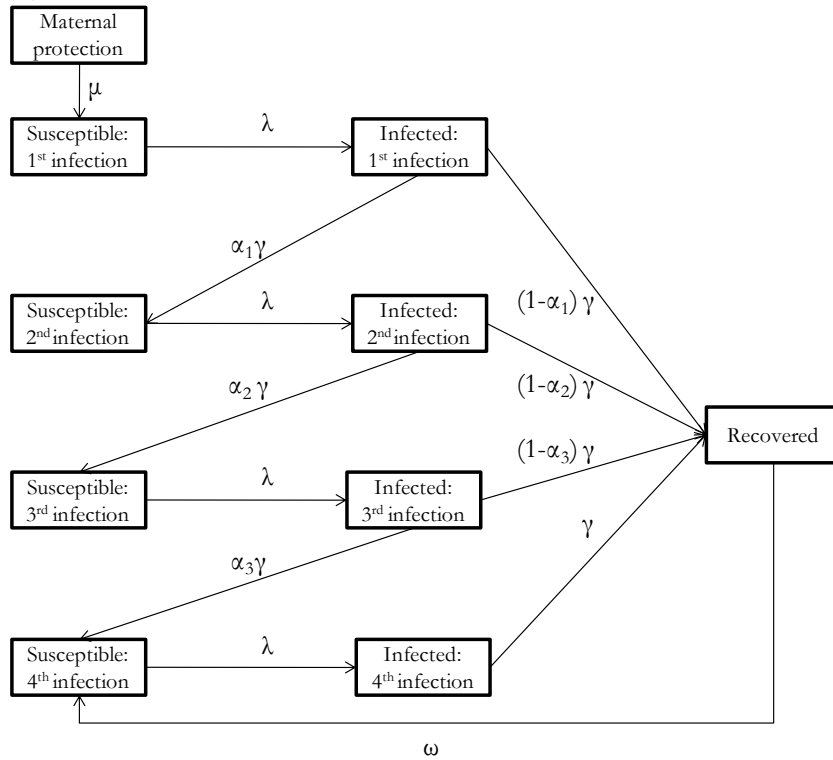 Maternal
protection
μ
Susceptible:
1st infection
λ
Infected:
1st infection
α1γ
(1-α1) γ
Susceptible:
2nd infection
λ
Infected:
2nd infection
α2 γ
(1-α2) γ
Recovered
(1-α3) γ
Susceptible:
3rd infection
λ
Infected:
3rd infection
γ
α3γ
Susceptible:
4th infection
λ
Infected:
4th infection
ω